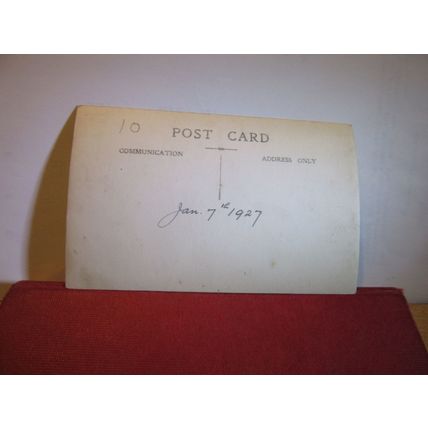 10
POST CARD
COMMUNICATION ADDRESS ONLY
Jan. 7th 1927